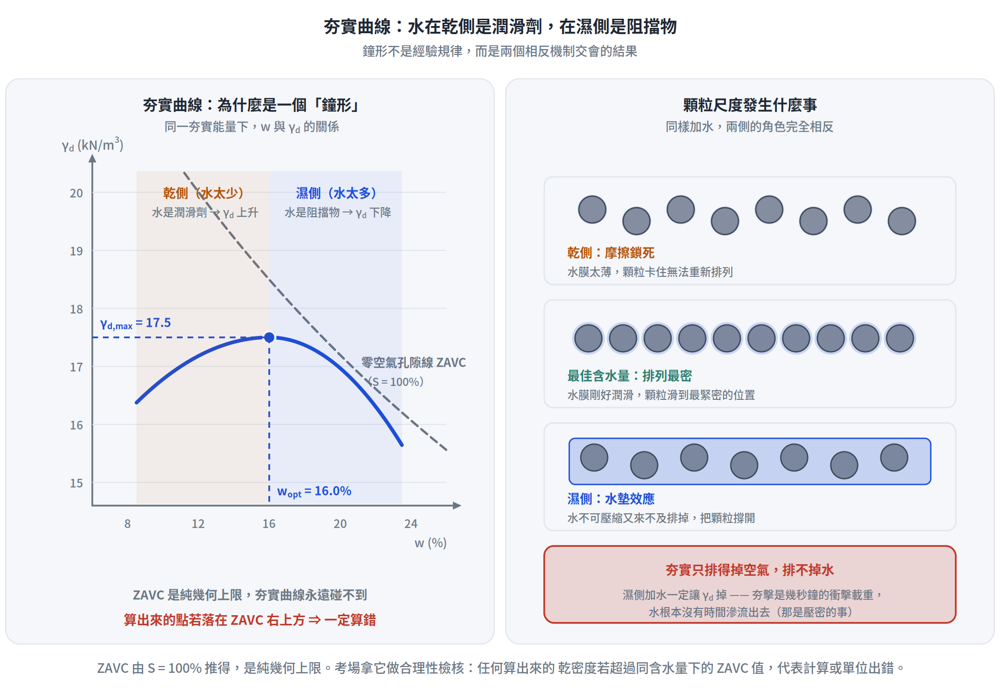 夯實曲線：水在乾側是潤滑劑，在濕側是阻擋物
鐘形不是經驗規律，而是兩個相反機制交會的結果
夯實曲線：為什麼是一個「鐘形」
同一夯實能量下，w 與 γd 的關係
γd (kN/m³)
乾側（水太少）
水是潤滑劑 → γd 上升
濕側（水太多）
水是阻擋物 → γd 下降
20
19
18
17
16
15
γd,max = 17.5
零空氣孔隙線 ZAVC
（S = 100%）
wopt = 16.0%
8
12
16
20
24
w (%)
ZAVC 是純幾何上限，夯實曲線永遠碰不到
算出來的點若落在 ZAVC 右上方 ⇒ 一定算錯
顆粒尺度發生什麼事
同樣加水，兩側的角色完全相反
乾側：摩擦鎖死
水膜太薄，顆粒卡住無法重新排列
最佳含水量：排列最密
水膜剛好潤滑，顆粒滑到最緊密的位置
濕側：水墊效應
水不可壓縮又來不及排掉，把顆粒撐開
夯實只排得掉空氣，排不掉水
濕側加水一定讓 γd 掉 —— 夯擊是幾秒鐘的衝擊載重，
水根本沒有時間滲流出去（那是壓密的事）
ZAVC 由 S = 100% 推得，是純幾何上限。考場拿它做合理性檢核：任何算出來的 乾密度若超過同含水量下的 ZAVC 值，代表計算或單位出錯。